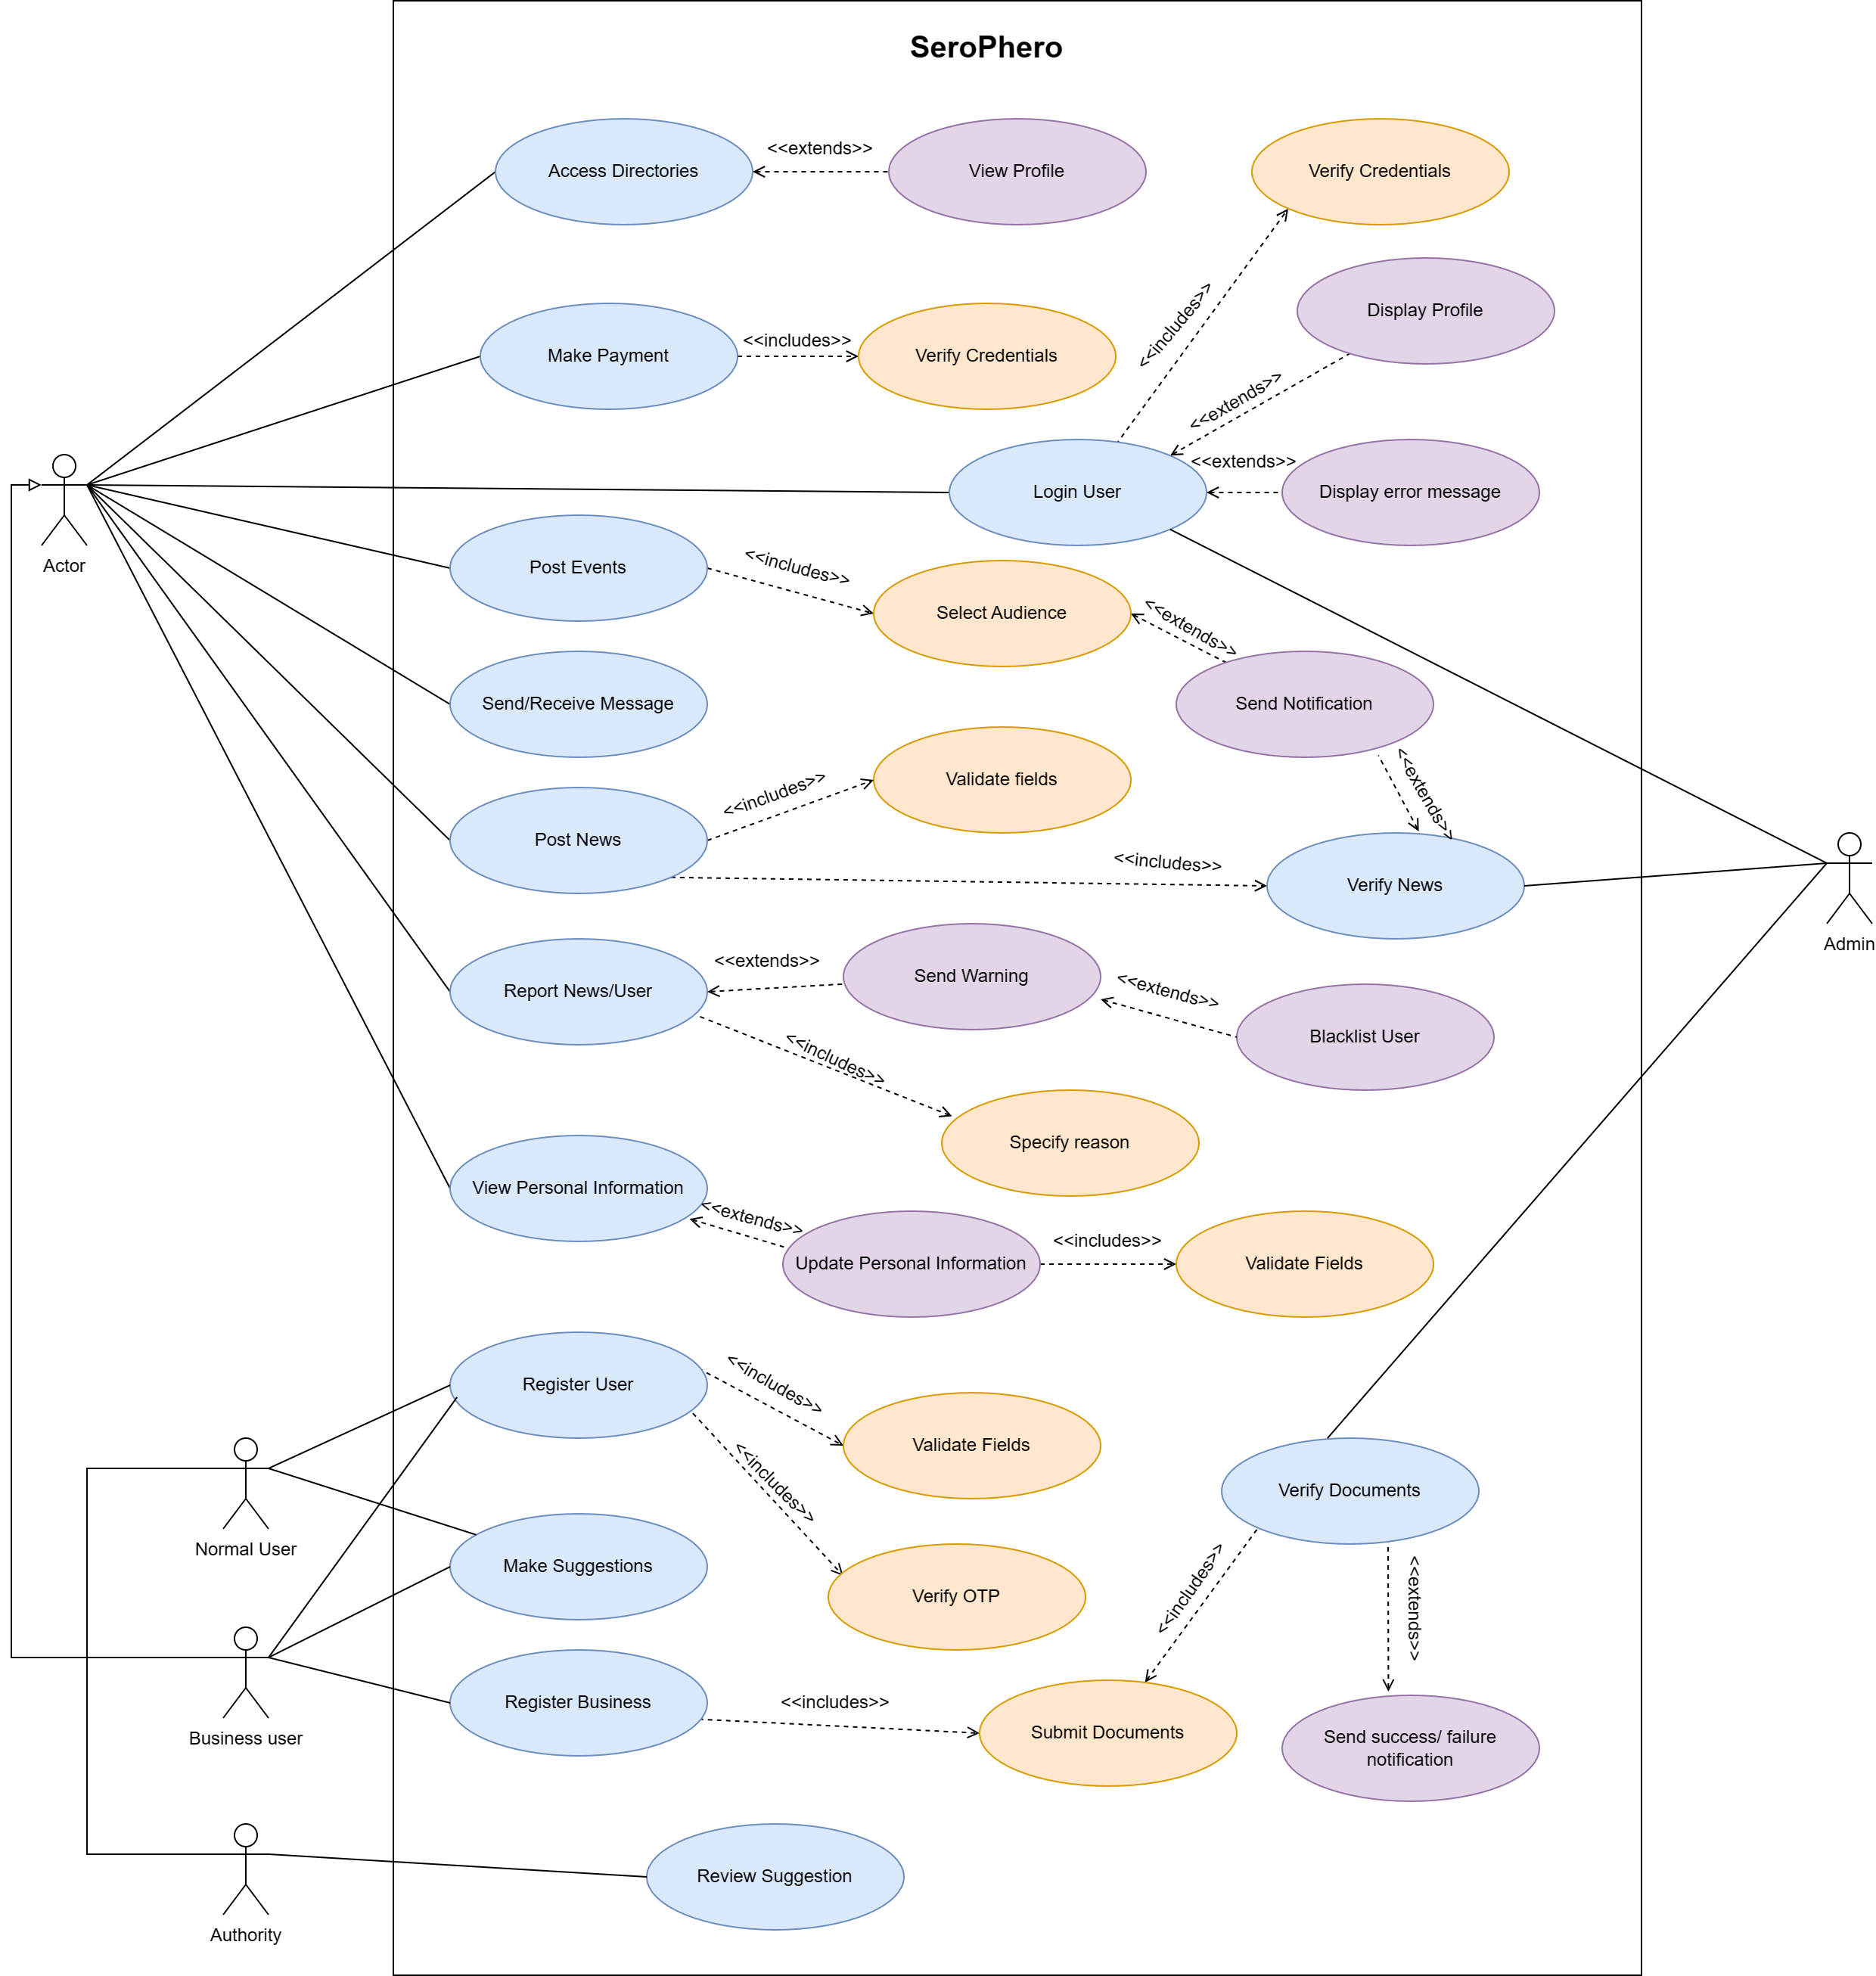 SeroPhero
Access Directories
<<extends>>
View Profile
Verify Credentials
<<includes>>
Display Profile
Make Payment
<<includes>>
Verify Credentials
<<extends>>
<<extends>>
Login User
Display error message
Actor
Post Events
<<includes>>
Select Audience
<<extends>>
Send/Receive Message
Send Notification
<<extends>>
Validate fields
<<includes>>
Post News
<<includes>>
Verify News
Admin
<<extends>>
Send Warning
<<extends>>
Report News/User
Blacklist User
<<includes>>
Specify reason
View Personal Information
<<extends>>
<<includes>>
Update Personal Information
Validate Fields
Register User
<<includes>>
Validate Fields
<<includes>>
Verify Documents
Normal User
Make Suggestions
Verify OTP
<<includes>>
<<extends>>
Register Business
<<includes>>
Business user
Submit Documents
Send success/ failure
notification
Review Suggestion
Authority